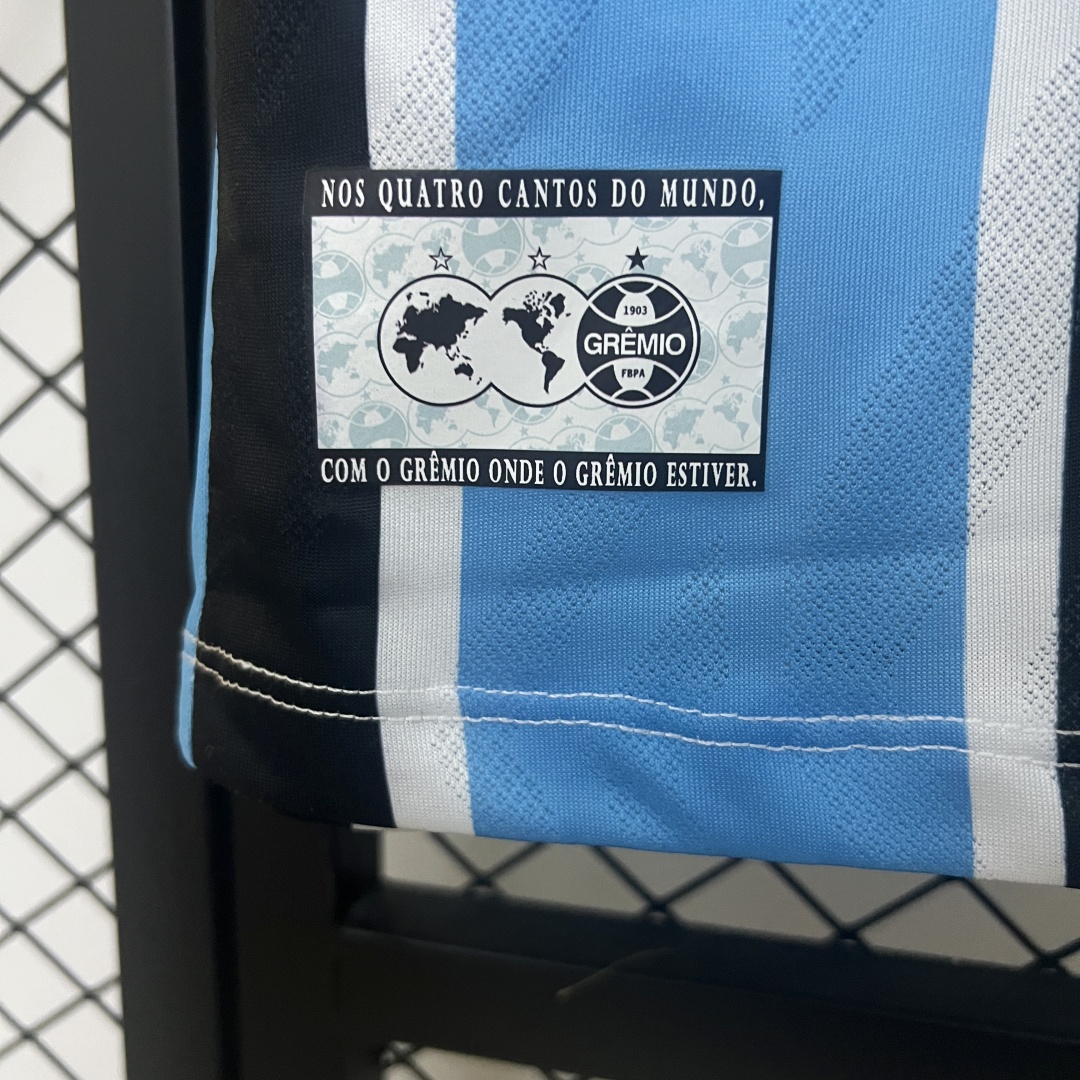 NOS QUATRO CANTOS DO MUNDO,
1903
GRÊMIO
FBPA
COM O GRÊMIO ONDE O GRÊMIO ESTIVER.